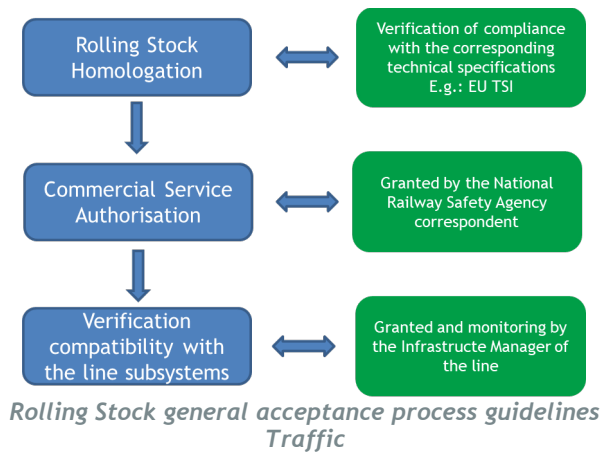 Rolling Stock
Homologation
Verification of compliance
with the corresponding
technical specifications
E.g.: EU TSI
Commercial Service
Authorisation
Granted by the National
Railway Safety Agency
correspondent
Verification
compatibility with
the line subsystems
Granted and monitoring by
the Infrastructe Manager of
the line
Rolling Stock general acceptance process guidelines
Traffic